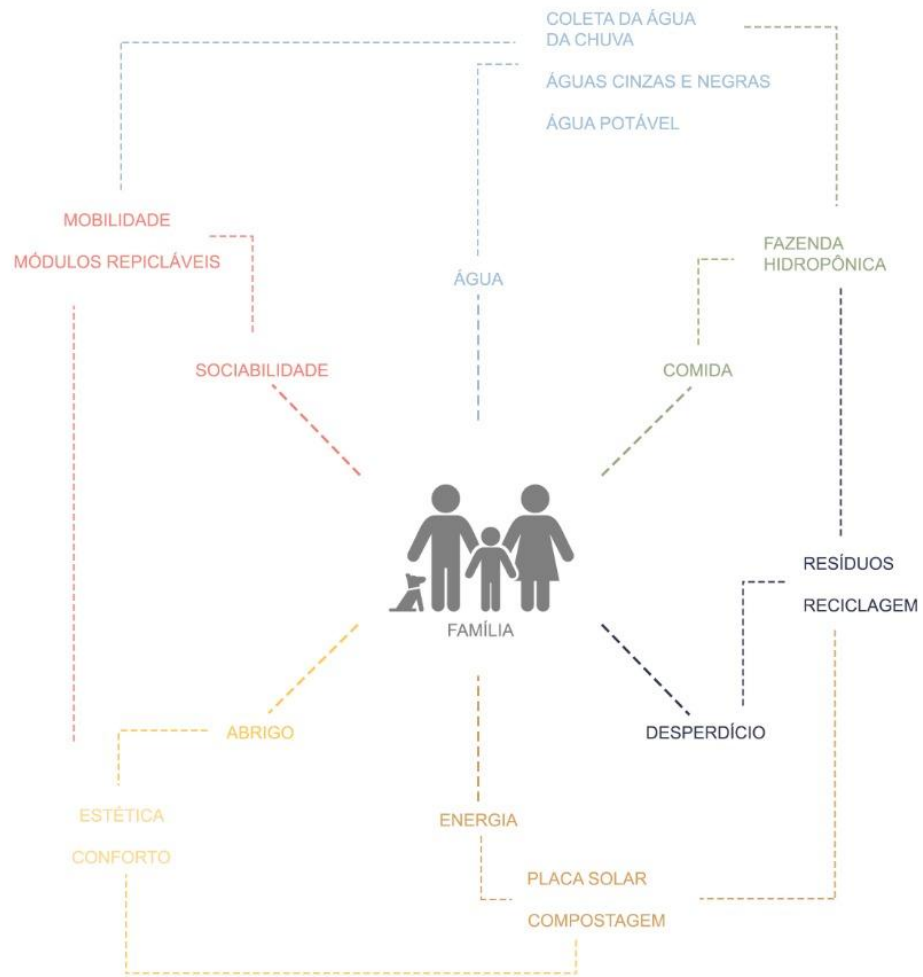 COLETA DA ÁGUA
DA CHUVA
ÁGUAS CINZAS E NEGRAS
ÁGUA POTÁVEL
MOBILIDADE
MÓDULOS REPICLÁVEIS
FAZENDA
HIDROPÔNICA
ÁGUA
SOCIABILIDADE
COMIDA
RESÍDUOS
RECICLAGEM
FAMÍLIA
ABRIGO
DESPERDÍCIO
ESTÉTICA
CONFORTO
ENERGIA
PLACA SOLAR
COMPOSTAGEM